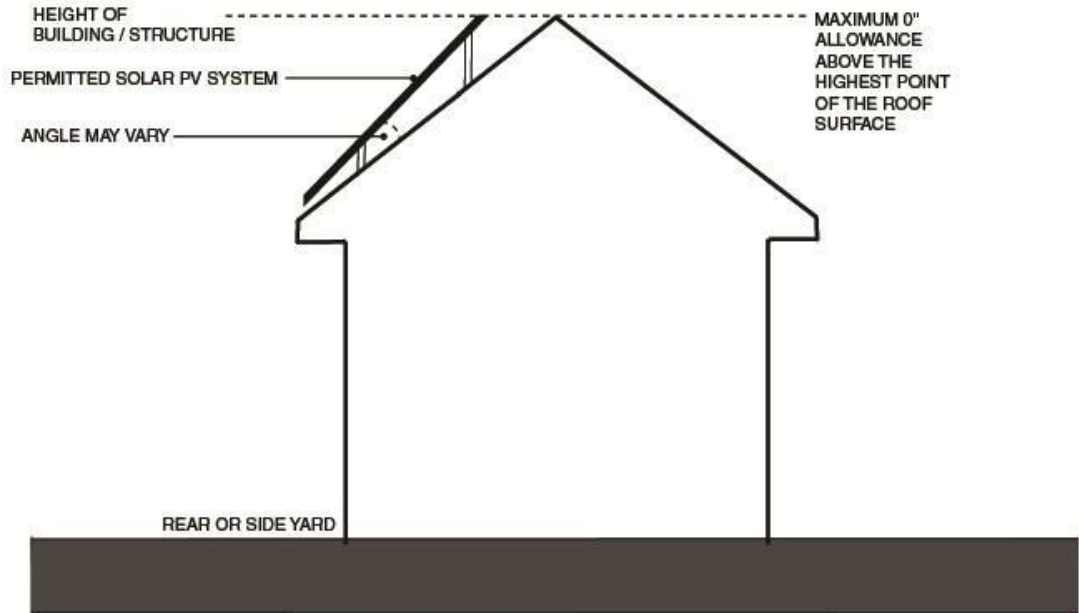 HEIGHT OF
BUILDING / STRUCTURE
PERMITTED SOLAR PV SYSTEM
ANGLE MAY VARY
MAXIMUM 0"
ALLOWANCE
ABOVE THE
HIGHEST POINT
OF THE ROOF
SURFACE
REAR OR SIDE YARD